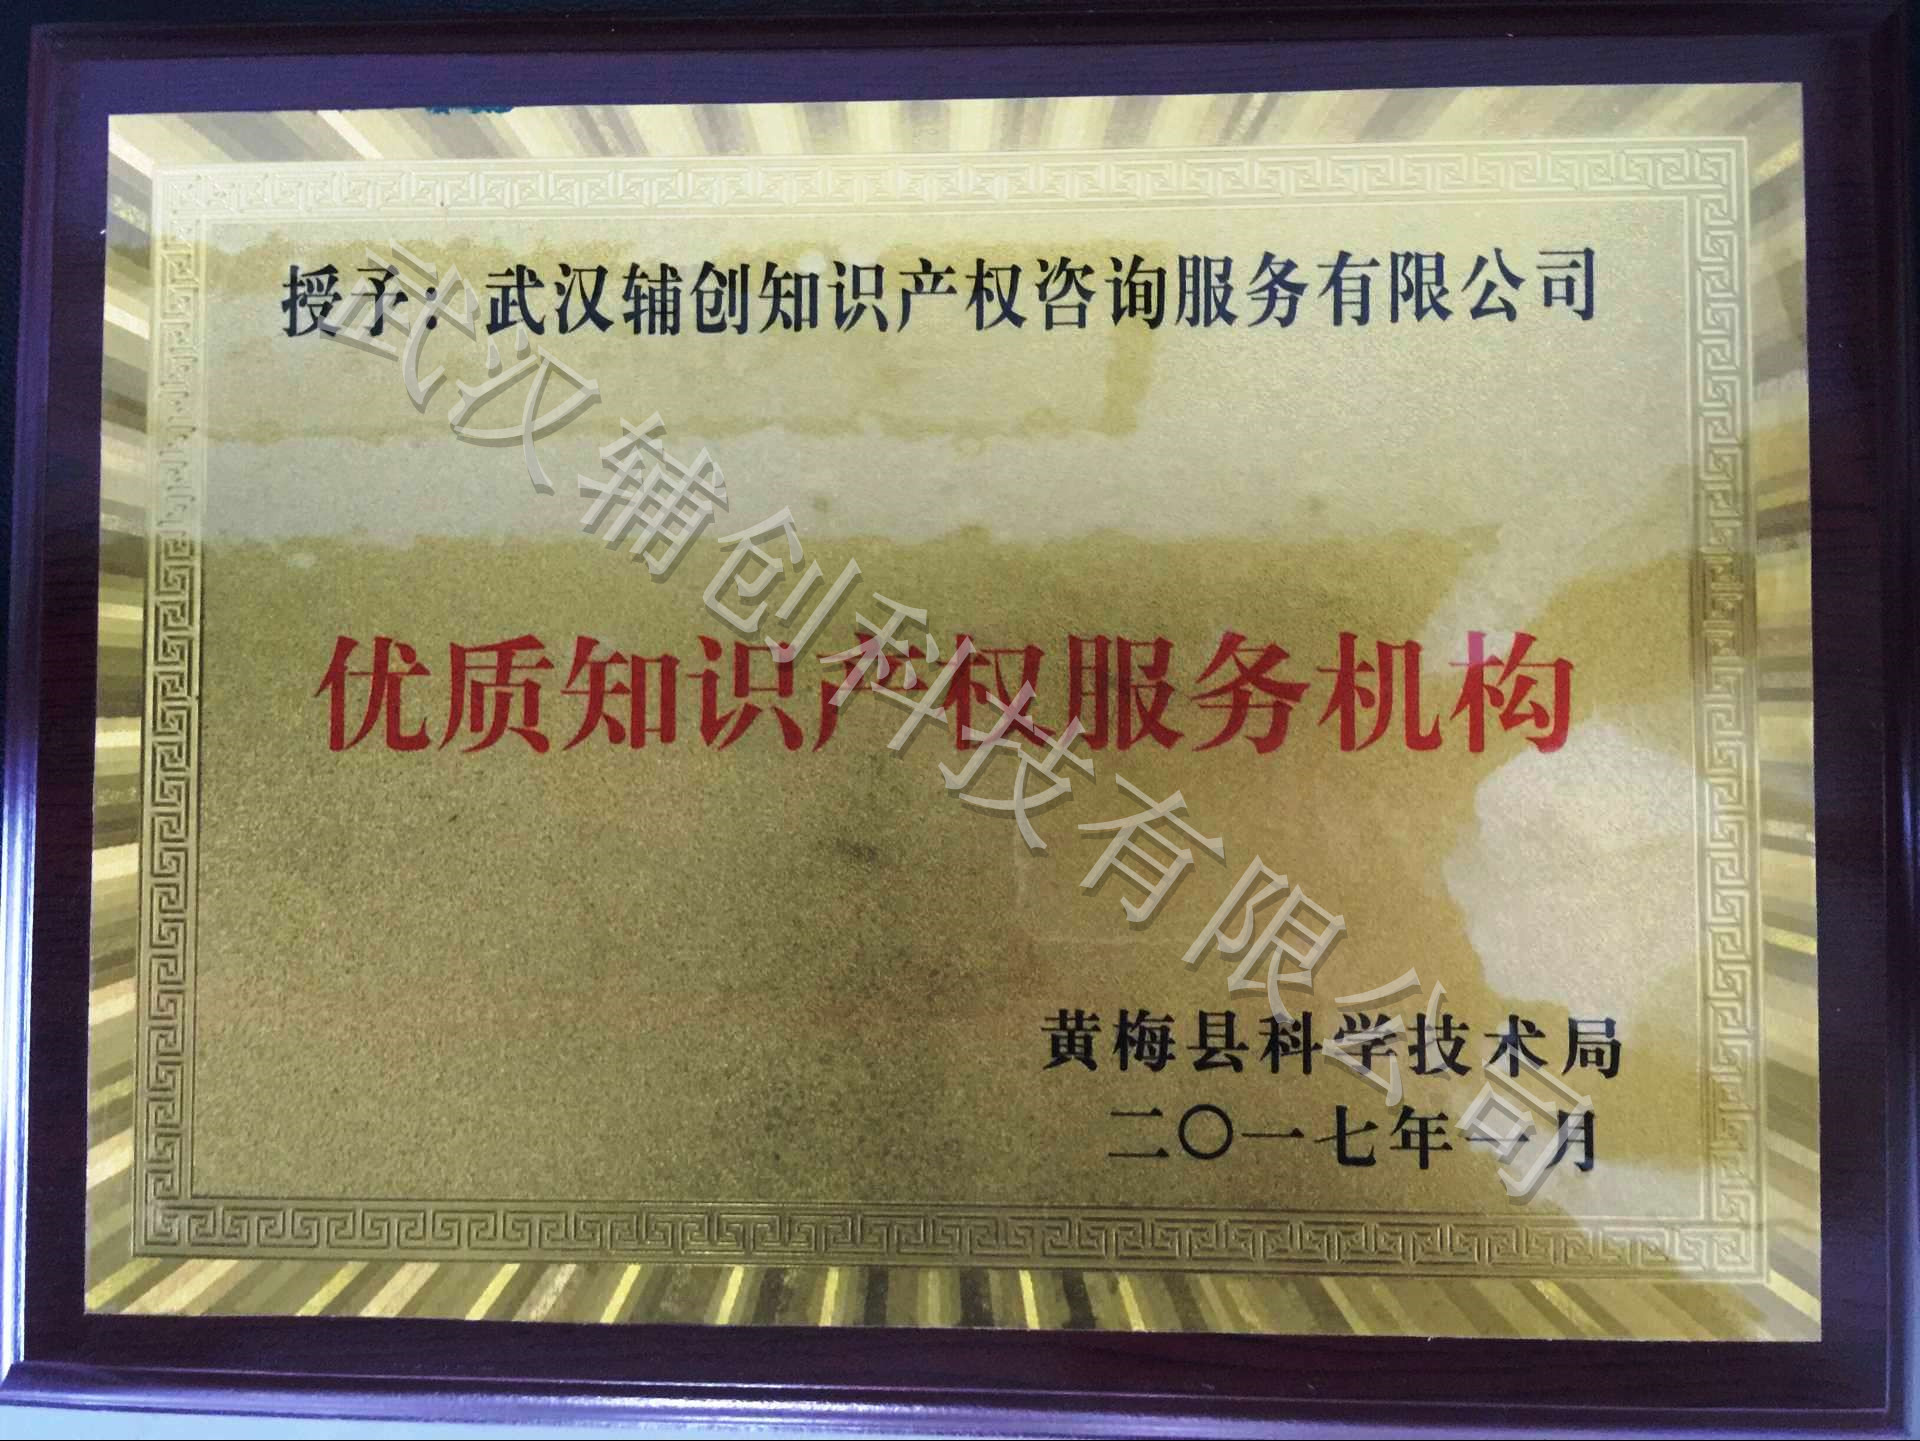 授予：武汉辅创知识产权咨询服务有限公司
优质知识产权服务机构
黄梅县科学技术局
二〇一七年一月
武汉辅创科技有限公司